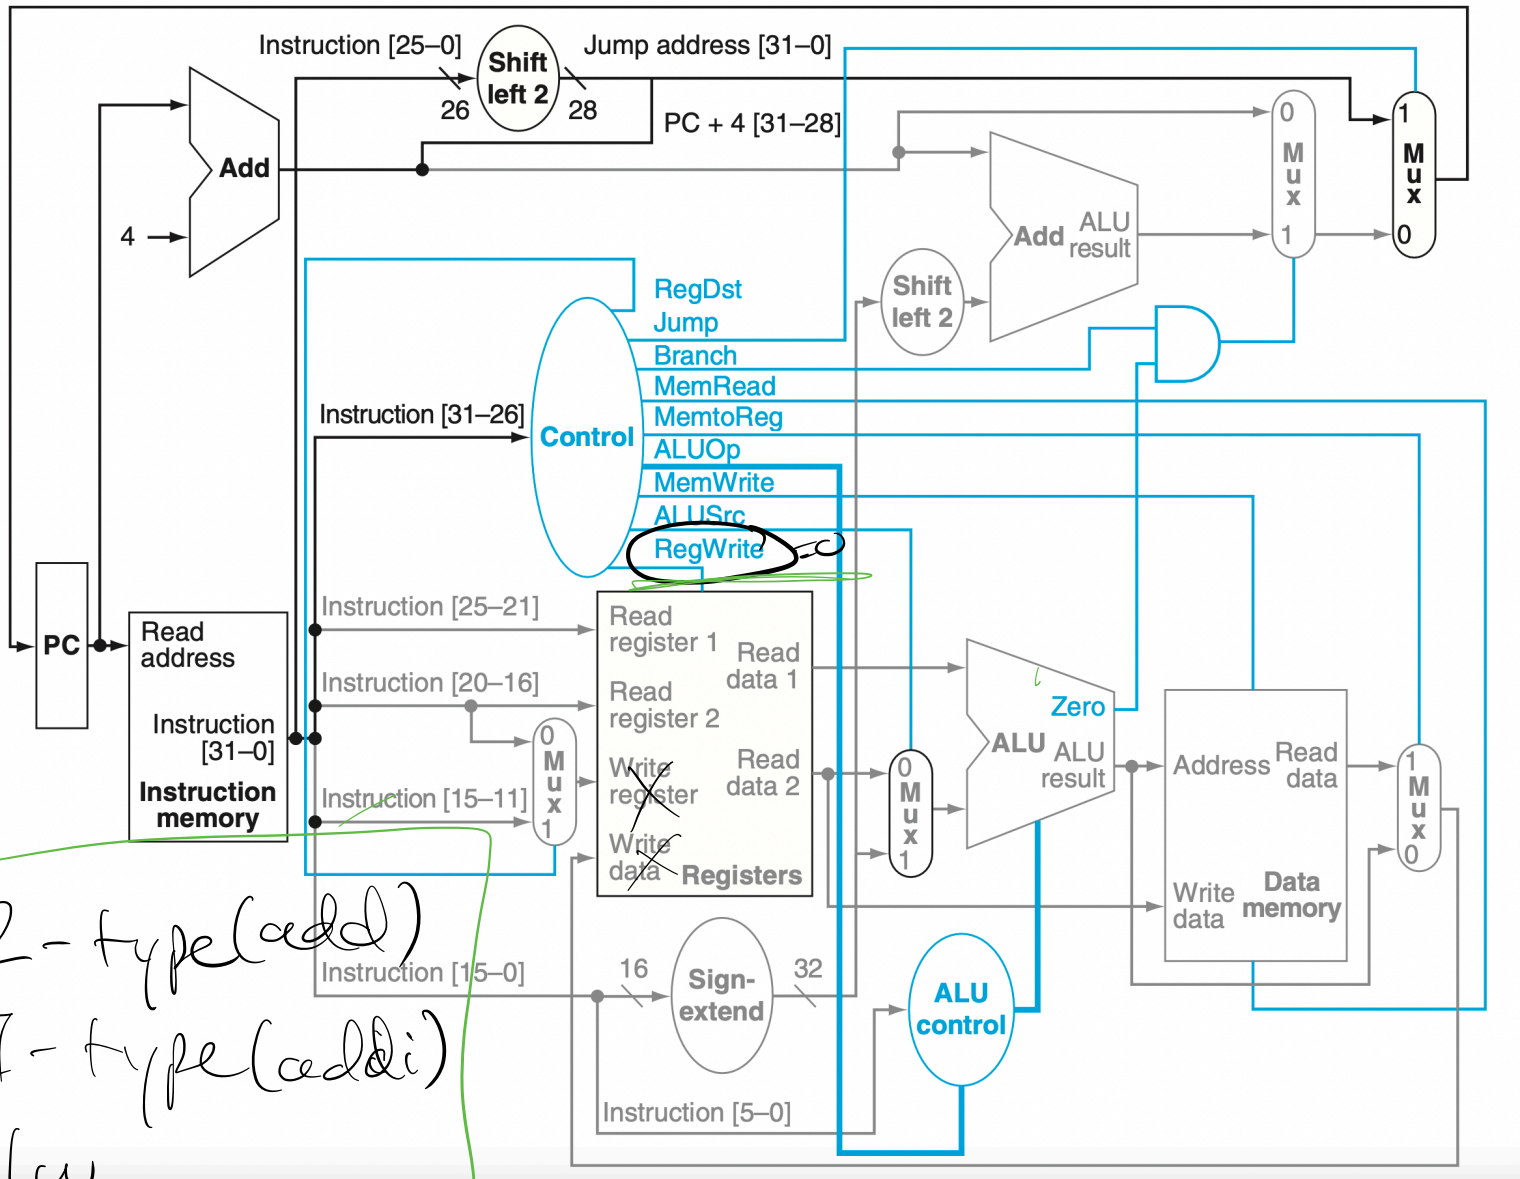 Instruction [25–0]
Shift
left 2
Jump address [31–0]
26
28
PC + 4 [31–28]
Add
4
0
M
u
x
1
1
M
u
x
0
Add
ALU
result
Shift
left 2
RegDst
Jump
Branch
MemRead
MemtoReg
ALUOp
MemWrite
ALUSrc
RegWrite
=0
Instruction [31–26]
Control
PC
Read
address
Instruction
[31–0]
Instruction
memory
Instruction [25–21]
Instruction [20–16]
Instruction [15–11]
0
M
u
x
1
Read
register 1
Read
register 2
Write
register
Write
data
Read
data 1
Read
data 2
Registers
0
M
u
x
1
Zero
ALU
ALU
result
Address
Read
data
Write
data
Data
memory
1
M
u
x
0
Instruction [15–0]
16
Sign-
extend
32
ALU
control
Instruction [5–0]
-type(add)
I-type(addi)
lw